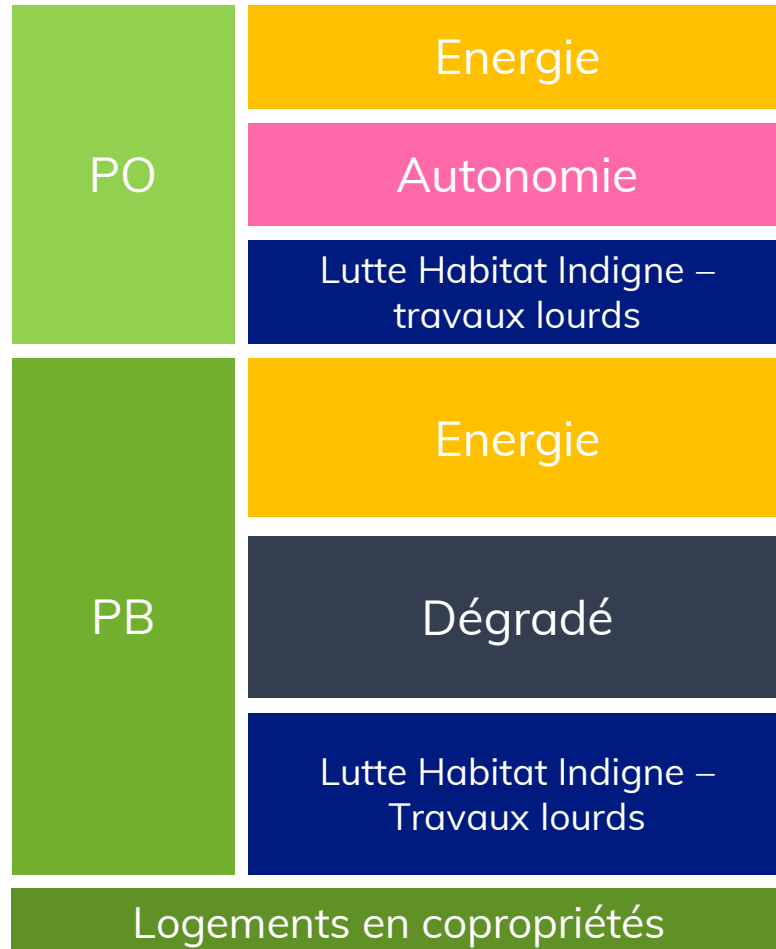 PO
Energie
Autonomie
Lutte Habitat Indigne –
travaux lourds
PB
Energie
Dégradé
Lutte Habitat Indigne –
Travaux lourds
Logements en copropriétés